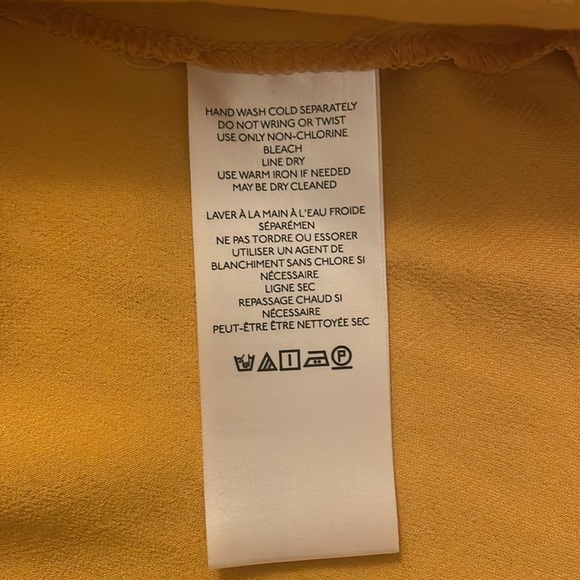 HAND WASH COLD SEPARATELY
DO NOT WRING OR TWIST
USE ONLY NON-CHLORINE
BLEACH
LINE DRY
USE WARM IRON IF NEEDED
MAY BE DRY CLEANED
LAVER À LA MAIN À L'EAU FROIDE
SÉPARÉMEN
NE PAS TORDRE OU ESSORER
UTILISER UN AGENT DE
BLANCHIMENT SANS CHLORE SI
NÉCESSAIRE
LIGNE SEC
REPASSAGE CHAUD SI
NÉCESSAIRE
PEUT-ÊTRE ÊTRE NETTOYÉE SEC
P